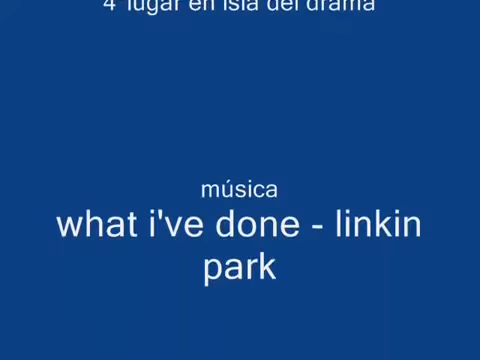 4° lugar en isla del drama
música
what i've done - linkin
park